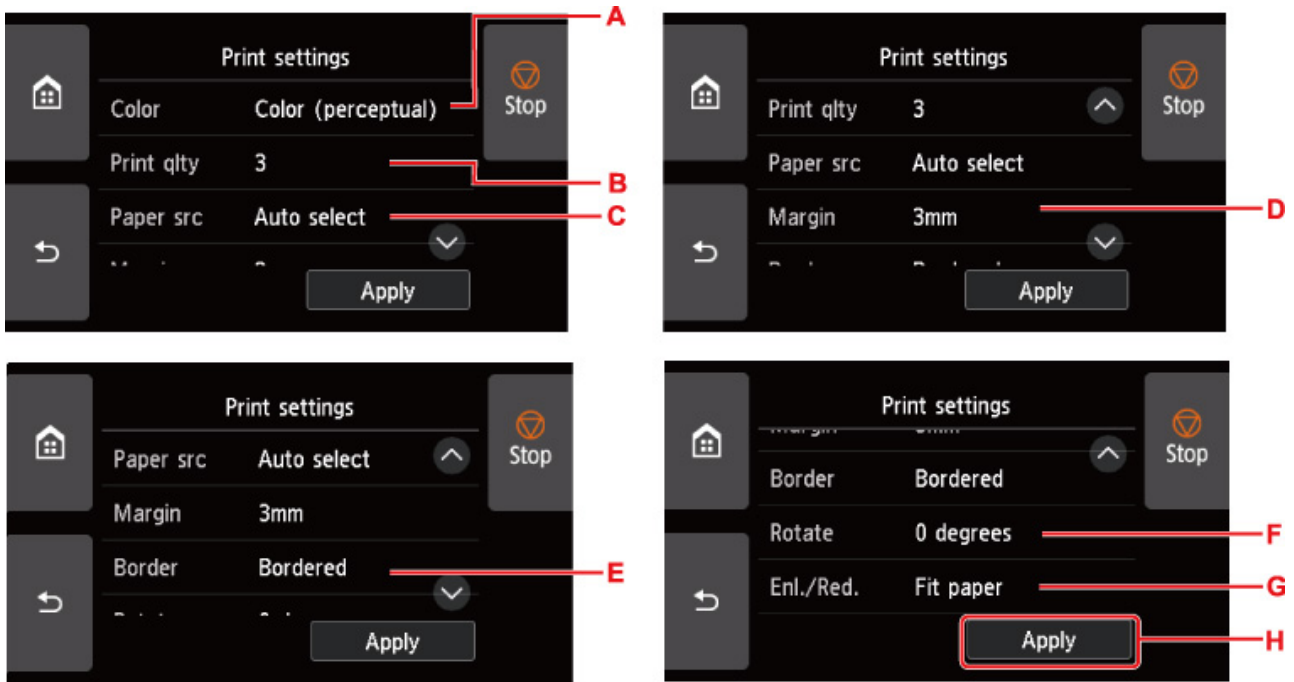 A
Print settings
Stop
Color Color (perceptual)
Print qlty 3
B
Paper src Auto select
C
Apply
Print settings
Stop
Print qlty 3
Paper src Auto select
Margin 3mm
D
Apply
Print settings
Stop
Paper src Auto select
Margin 3mm
Border Bordered
E
Apply
Print settings
Stop
Border Bordered
Rotate 0 degrees
F
Enl./Red. Fit paper
G
Apply
H